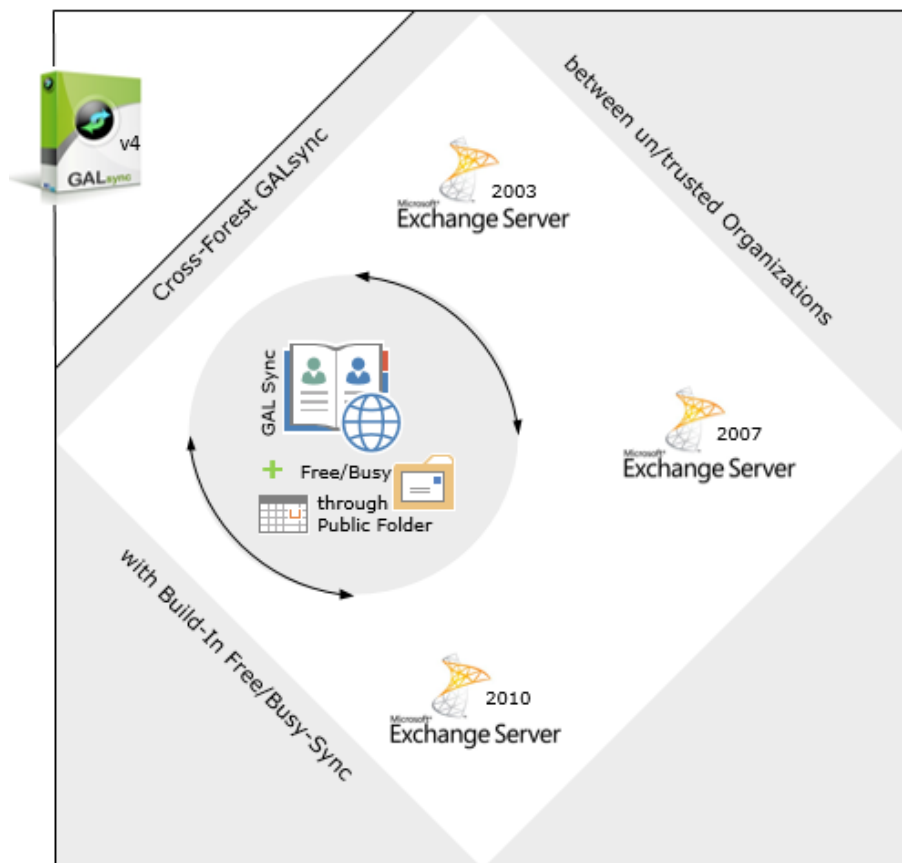 v4
GALsync
Cross-Forest GALsync
between un/trusted Organizations
2003
Microsoft®
Exchange Server
GAL Sync
+ Free/Busy
through
Public Folder
2007
Microsoft®
Exchange Server
with Build-In Free/Busy-Sync
2010
Microsoft®
Exchange Server